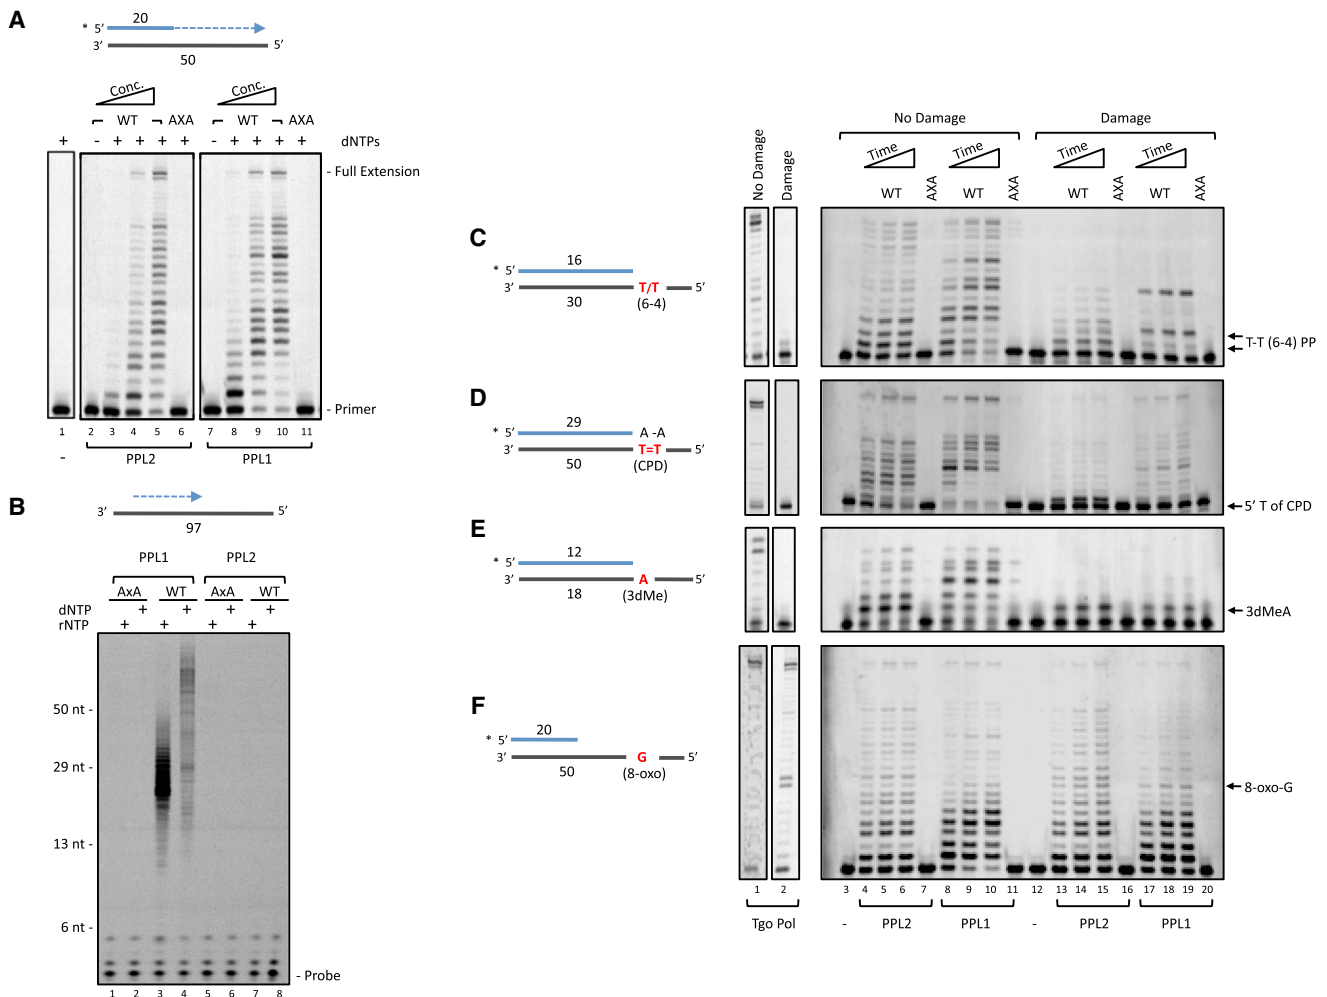 A
20
* 5’
3’ 5’
50
Conc. Conc.
WT AXA WT AXA
+ - + + + + - + + + + dNTPs
- Full Extension
- Primer
1 2 3 4 5 6 7 8 9 10 11
- PPL2 PPL1
B
3’ 5’
97
PPL1 PPL2
AxA WT AxA WT
dNTP + + + +
rNTP + + + +
50 nt -
29 nt -
13 nt -
6 nt -
- Probe
1 2 3 4 5 6 7 8
No Damage Damage
No Damage Damage
Time Time Time Time
WT AXA WT AXA WT AXA WT AXA
C
16
* 5’
3’ T/T 5’
30 (6-4)
T-T (6-4) PP
D
29 A -A
* 5’
3’ T=T 5’
50 (CPD)
5’ T of CPD
E
12
* 5’
3’ A 5’
18 (3dMe)
3dMeA
F
20
* 5’
3’ G 5’
50 (8-oxo)
8-oxo-G
1 2 3 4 5 6 7 8 9 10 11 12 13 14 15 16 17 18 19 20
Tgo Pol - PPL2 PPL1 - PPL2 PPL1